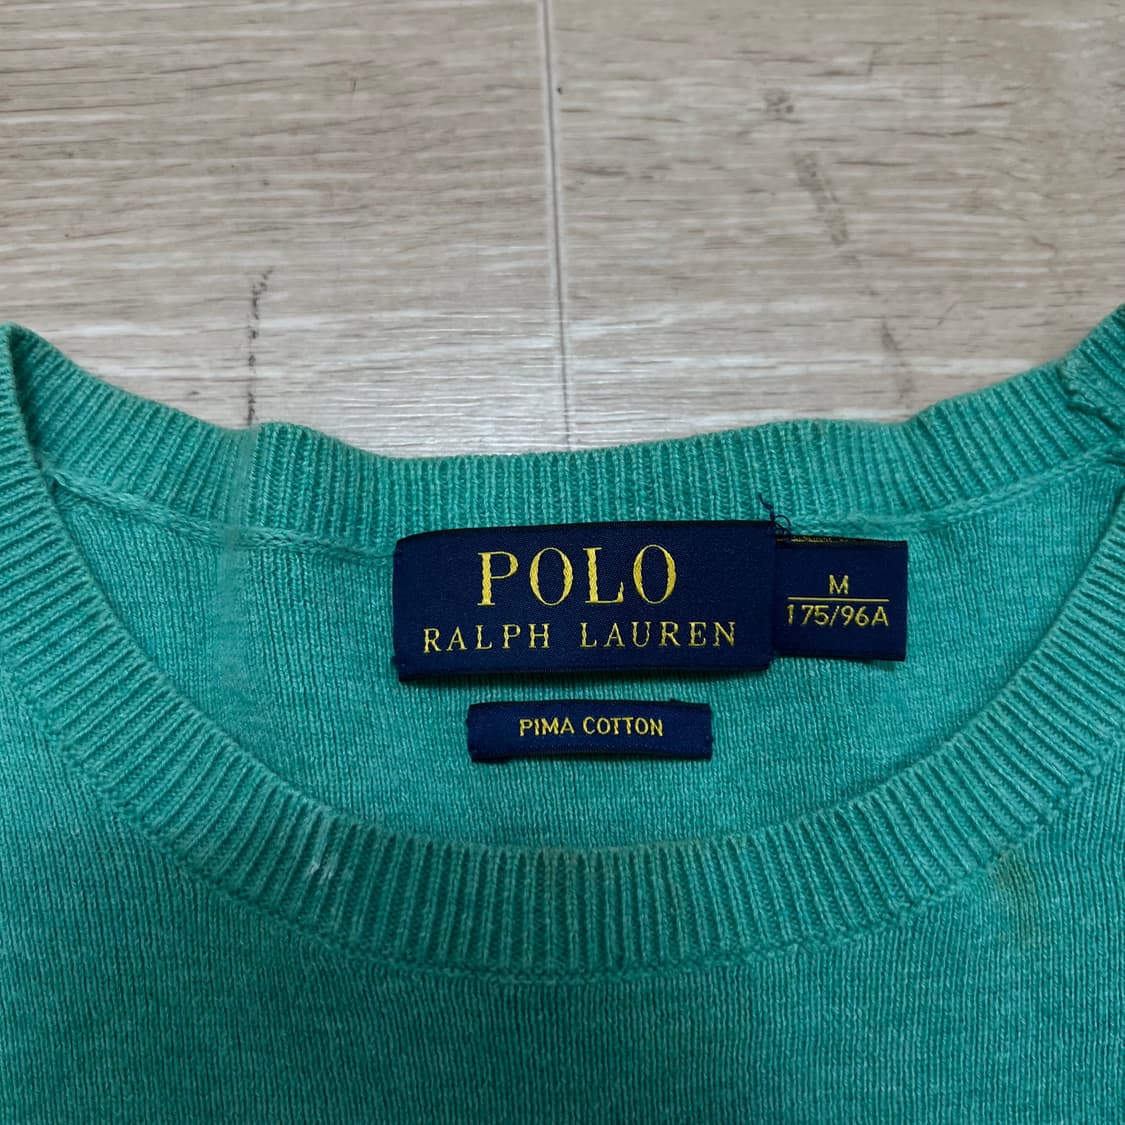 POLO
RALPH LAUREN
M
175/96A
PIMA COTTON